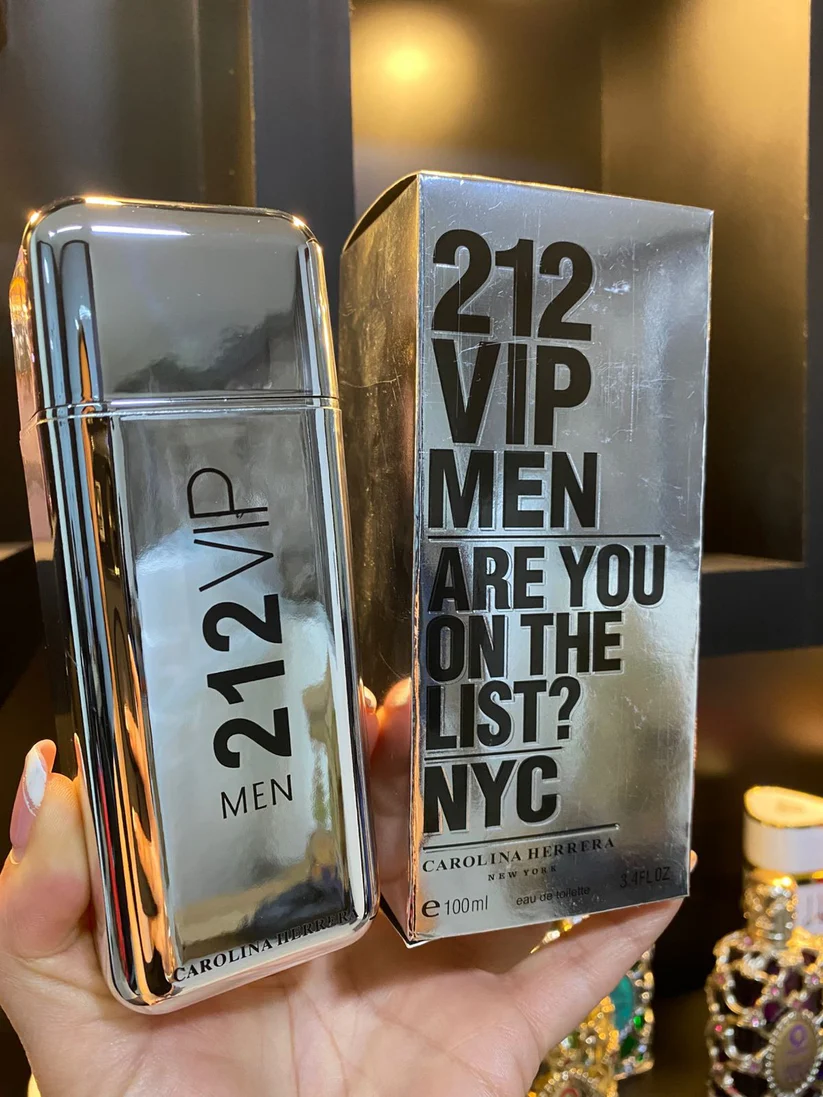 212 VIP
MEN
CAROLINA HERRERA
212
VIP
MEN
ARE YOU
ON THE
LIST?
NYC
CAROLINA HERRERA
NEW YORK
e 100ml eau de toilette 3.4FL OZ